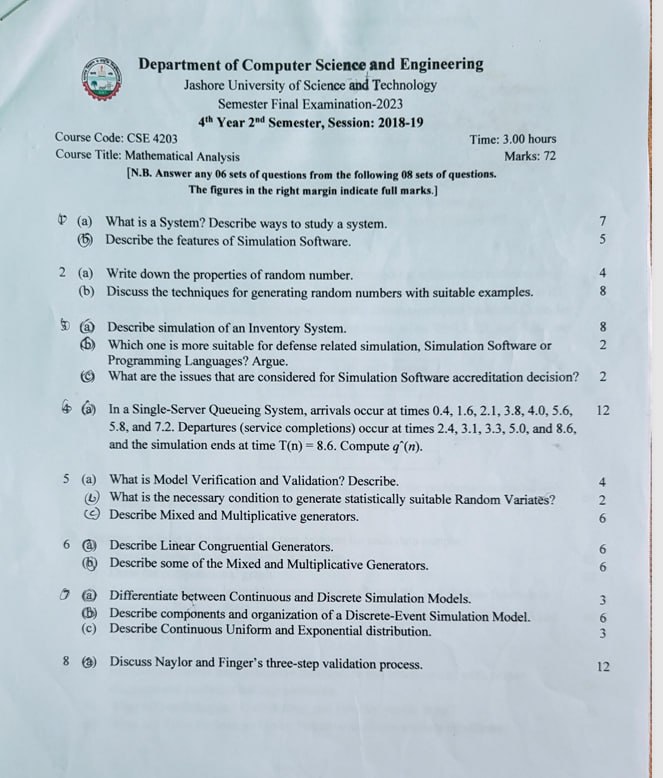 Department of Computer Science and Engineering
Jashore University of Science and Technology
Semester Final Examination-2023
4th Year 2nd Semester, Session: 2018-19
Course Code: CSE 4203 Time: 3.00 hours
Course Title: Mathematical Analysis Marks: 72
[N.B. Answer any 06 sets of questions from the following 08 sets of questions.
The figures in the right margin indicate full marks.]
1 (a) What is a System? Describe ways to study a system. 7
(b) Describe the features of Simulation Software. 5
2 (a) Write down the properties of random number. 4
(b) Discuss the techniques for generating random numbers with suitable examples. 8
3 (a) Describe simulation of an Inventory System. 8
(b) Which one is more suitable for defense related simulation, Simulation Software or 2
Programming Languages? Argue.
(c) What are the issues that are considered for Simulation Software accreditation decision? 2
4 (a) In a Single-Server Queueing System, arrivals occur at times 0.4, 1.6, 2.1, 3.8, 4.0, 5.6, 12
5.8, and 7.2. Departures (service completions) occur at times 2.4, 3.1, 3.3, 5.0, and 8.6,
and the simulation ends at time T(n) = 8.6. Compute qˆ(n).
5 (a) What is Model Verification and Validation? Describe. 4
(b) What is the necessary condition to generate statistically suitable Random Variates? 2
(c) Describe Mixed and Multiplicative generators. 6
6 (a) Describe Linear Congruential Generators. 6
(b) Describe some of the Mixed and Multiplicative Generators. 6
7 (a) Differentiate between Continuous and Discrete Simulation Models. 3
(b) Describe components and organization of a Discrete-Event Simulation Model. 6
(c) Describe Continuous Uniform and Exponential distribution. 3
8 (a) Discuss Naylor and Finger's three-step validation process. 12